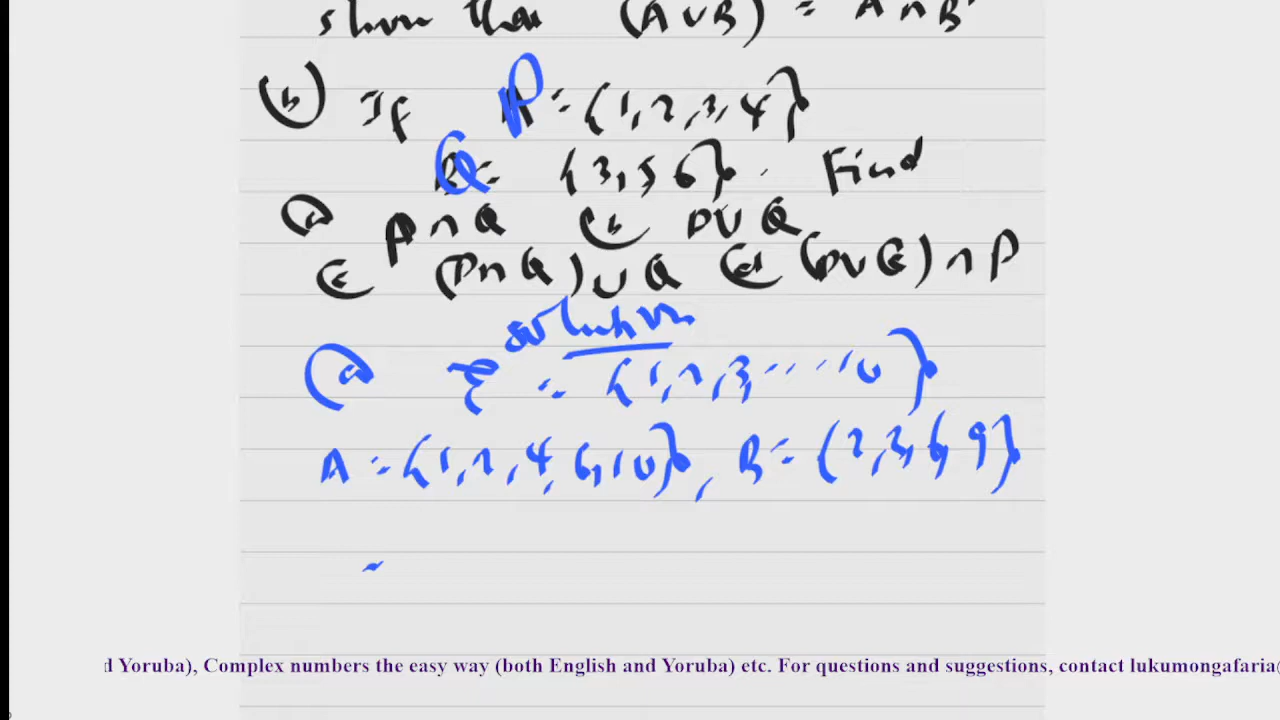 show that (A∪B)' = A'∩B'
(b) If P = {1, 2, 3, 4}
Q = {3, 5 6}. Find
(a) P∩Q (b) P∪Q
(c) (P∩Q)∪Q (d) (P∪Q)∩P
solution
(a) ξ = {1, 2, 3, ....10}
A = {1, 2, 4, 6, 10}, B = {2, 3, 6, 9}
d Yoruba), Complex numbers the easy way (both English and Yoruba) etc. For questions and suggestions, contact lukumongafaria@